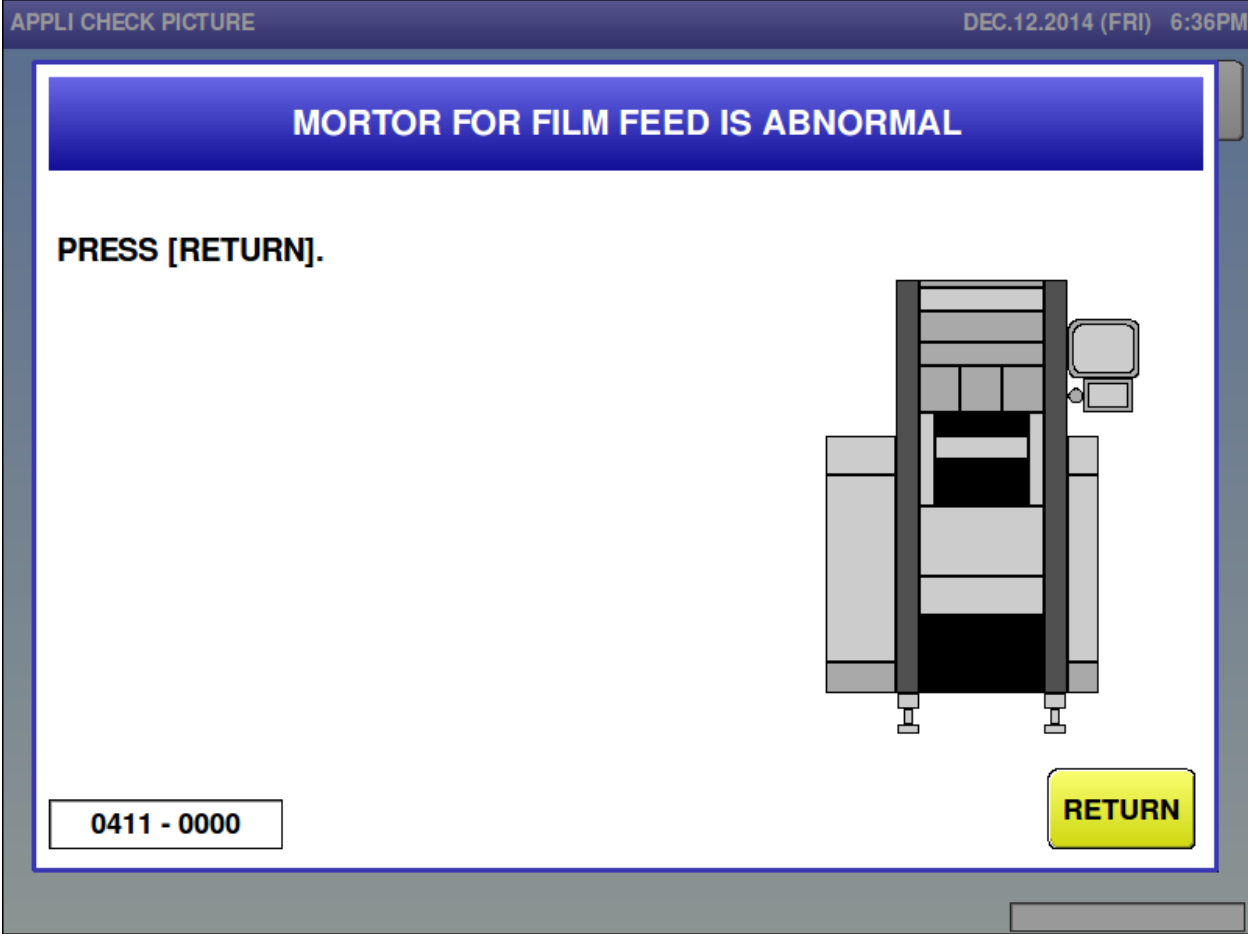 APPLI CHECK PICTURE DEC.12.2014 (FRI) 6:36PM
MORTOR FOR FILM FEED IS ABNORMAL
PRESS [RETURN].
0411 - 0000
RETURN